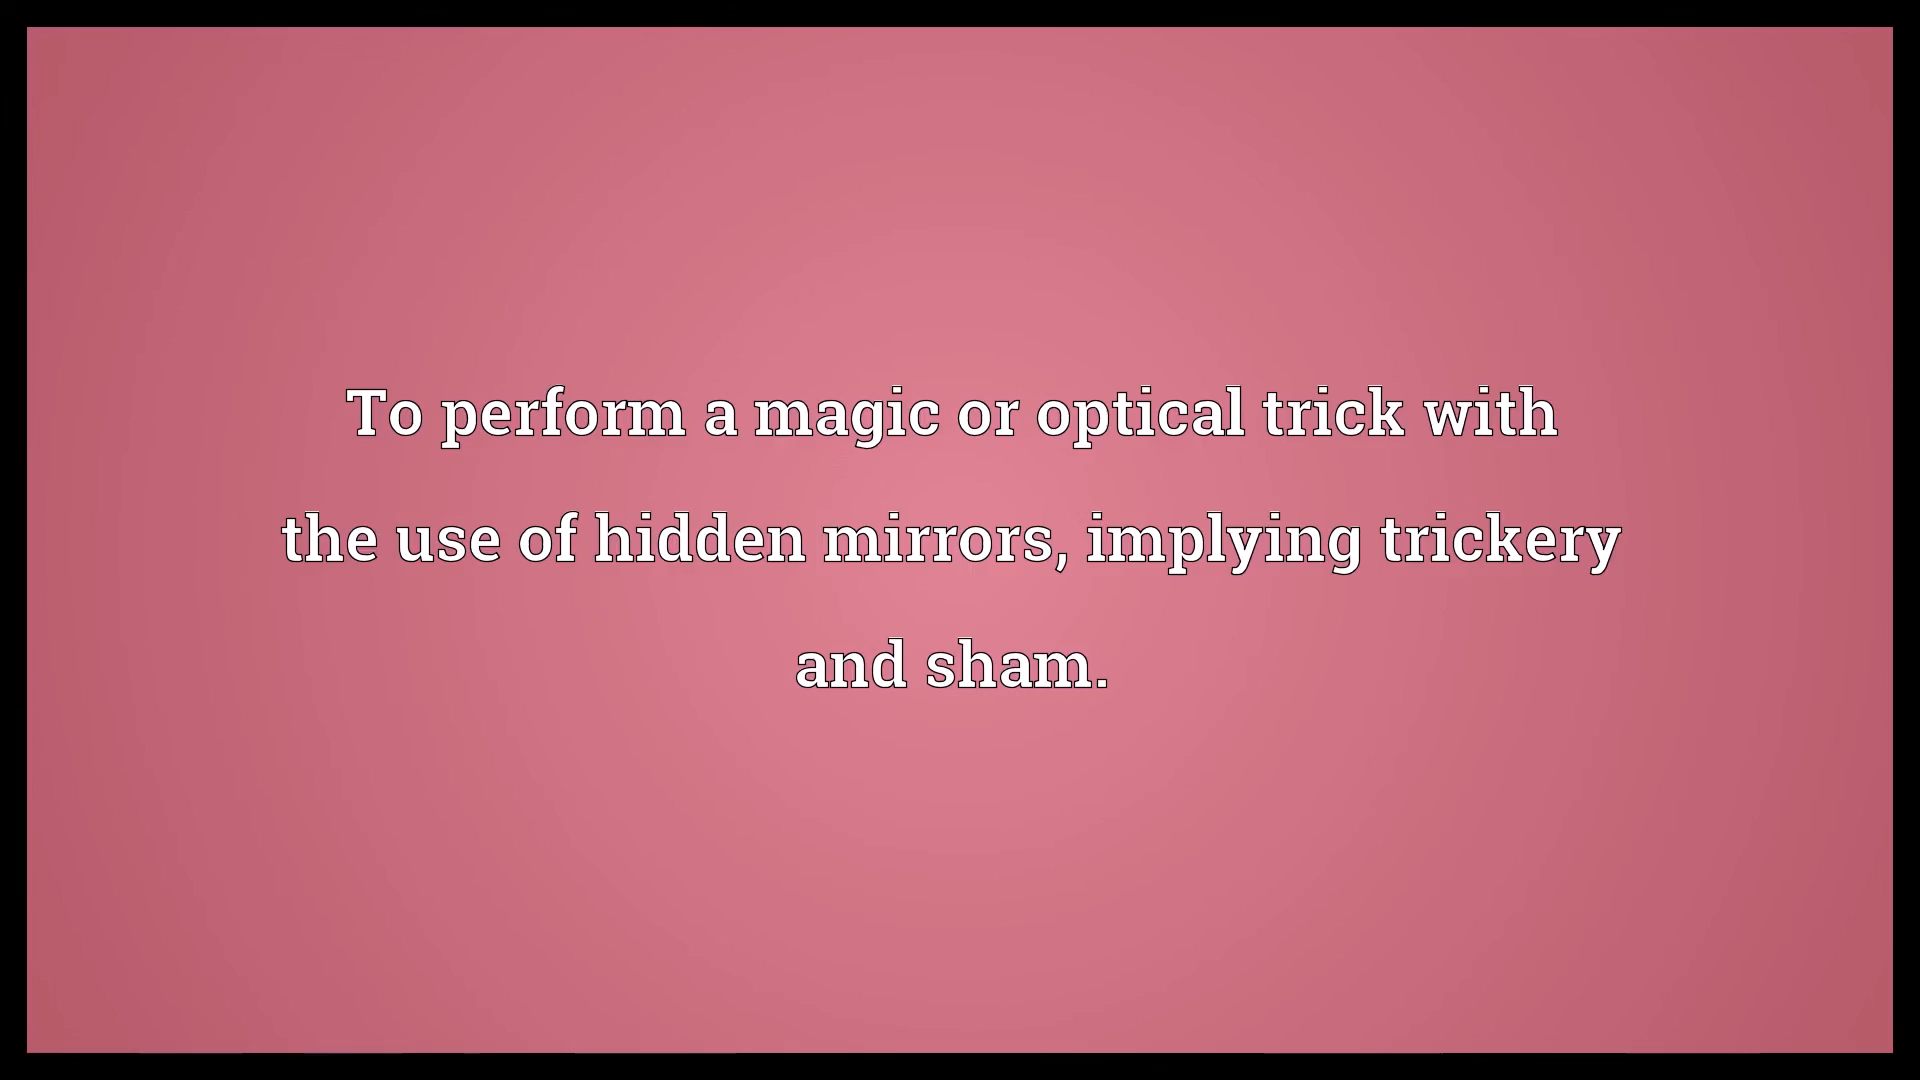 To perform a magic or optical trick with
the use of hidden mirrors, implying trickery
and sham.